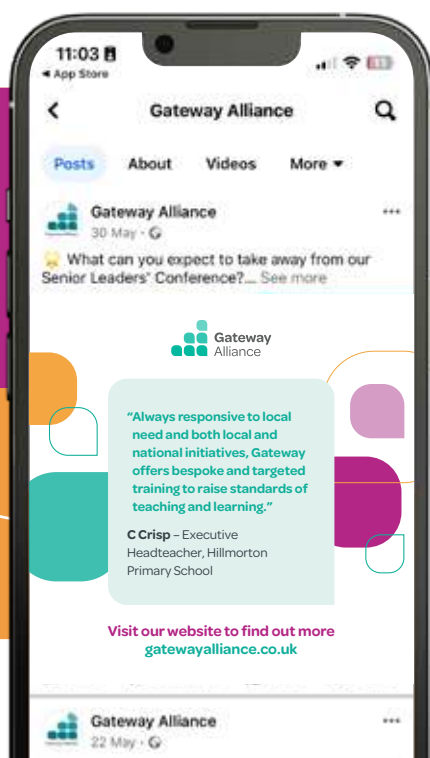 11:03
App Store
Gateway Alliance
Posts About Videos More
Gateway Alliance
30 May
What can you expect to take away from our
Senior Leaders' Conference?... See more
Gateway
Alliance
“Always responsive to local
need and both local and
national initiatives, Gateway
offers bespoke and targeted
training to raise standards of
teaching and learning.”
C Crisp – Executive
Headteacher, Hillmorton
Primary School
Visit our website to find out more
gatewayalliance.co.uk
Gateway Alliance
22 May